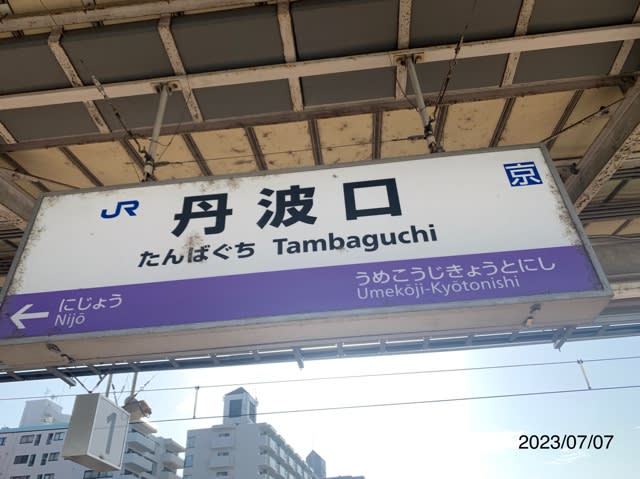 JR 丹波口 京
たんばぐち Tambaguchi
← にじょう うめこうじきょうとにし
Nijō Umekōji-Kyōtonishi
1
2023/07/07